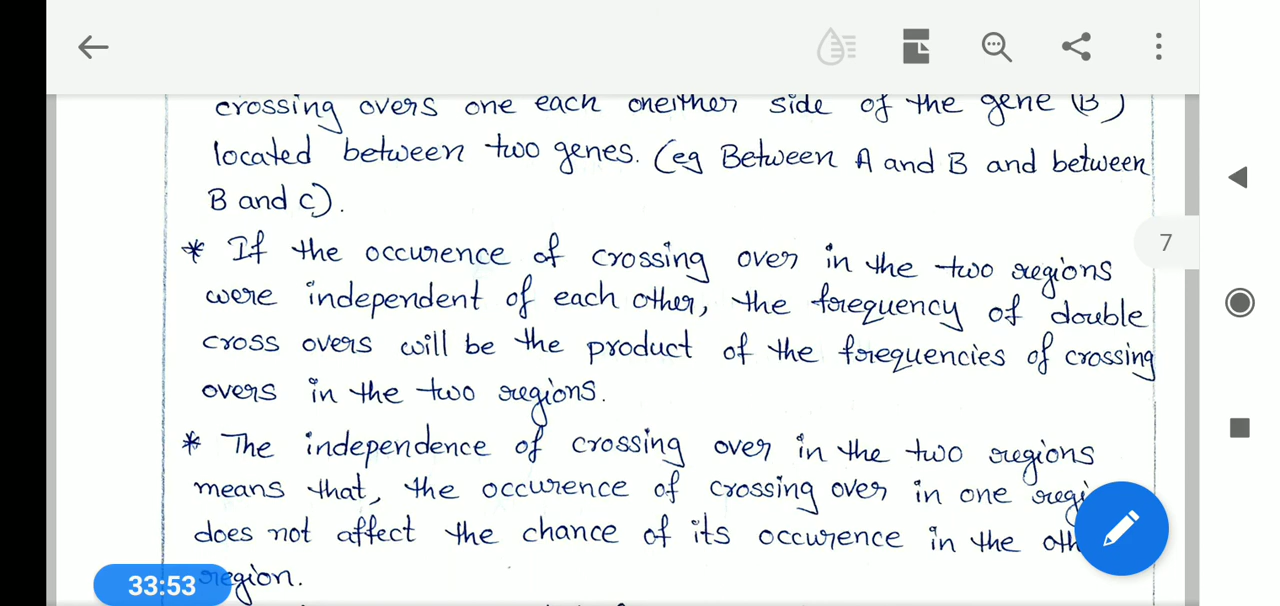 crossing overs one each oneither side of the gene (B)
located between two genes. (eg Between A and B and between
B and C).
* If the occurence of crossing over in the two regions
7
were independent of each other, the frequency of double
cross overs will be the product of the frequencies of crossing
overs in the two regions.
* The independence of crossing over in the two regions
means that, the occurence of crossing over in one regi
does not affect the chance of its occurence in the oth
region.
33:53